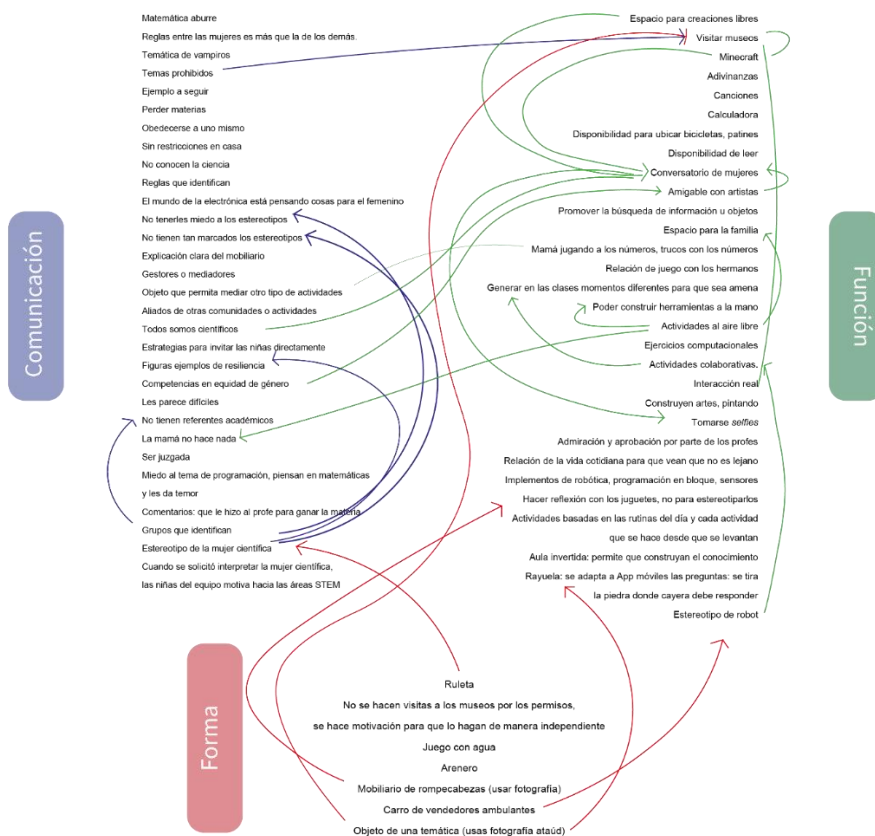 Matemática aburre
Reglas entre las mujeres es más que la de los demás.
Temática de vampiros
Temas prohibidos
Ejemplo a seguir
Perder materias
Obedecerse a uno mismo
Sin restricciones en casa
No conocen la ciencia
Reglas que identifican
El mundo de la electrónica está pensando cosas para el femenino
No tenerles miedo a los estereotipos
No tienen tan marcados los estereotipos
Explicación clara del mobiliario
Gestores o mediadores
Objeto que permita mediar otro tipo de actividades
Aliados de otras comunidades o actividades
Todos somos científicos
Estrategias para invitar las niñas directamente
Figuras ejemplos de resiliencia
Competencias en equidad de género
Les parece difíciles
No tienen referentes académicos
La mamá no hace nada
Ser juzgada
Miedo al tema de programación, piensan en matemáticas
y les da temor
Comentarios: que le hizo al profe para ganar la materia
Grupos que identifican
Estereotipo de la mujer científica
Cuando se solicitó interpretar la mujer científica,
las niñas del equipo motiva hacia las áreas STEM
Comunicación
Espacio para creaciones libres
Visitar museos
Minecraft
Adivinanzas
Canciones
Calculadora
Disponibilidad para ubicar bicicletas, patines
Disponibilidad de leer
Conversatorio de mujeres
Amigable con artistas
Promover la búsqueda de información u objetos
Espacio para la familia
Mamá jugando a los números, trucos con los números
Relación de juego con los hermanos
Generar en las clases momentos diferentes para que sea amena
Poder construir herramientas a la mano
Actividades al aire libre
Ejercicios computacionales
Actividades colaborativas.
Interacción real
Construyen artes, pintando
Tomarse selfies
Admiración y aprobación por parte de los profes
Relación de la vida cotidiana para que vean que no es lejano
Implementos de robótica, programación en bloque, sensores
Hacer reflexión con los juguetes, no para estereotiparlos
Actividades basadas en las rutinas del día y cada actividad
que se hace desde que se levantan
Aula invertida: permite que construyan el conocimiento
Rayuela: se adapta a App móviles las preguntas: se tira
la piedra donde cayera debe responder
Estereotipo de robot
Función
Forma
Ruleta
No se hacen visitas a los museos por los permisos,
se hace motivación para que lo hagan de manera independiente
Juego con agua
Arenero
Mobiliario de rompecabezas (usar fotografía)
Carro de vendedores ambulantes
Objeto de una temática (usas fotografía ataúd)